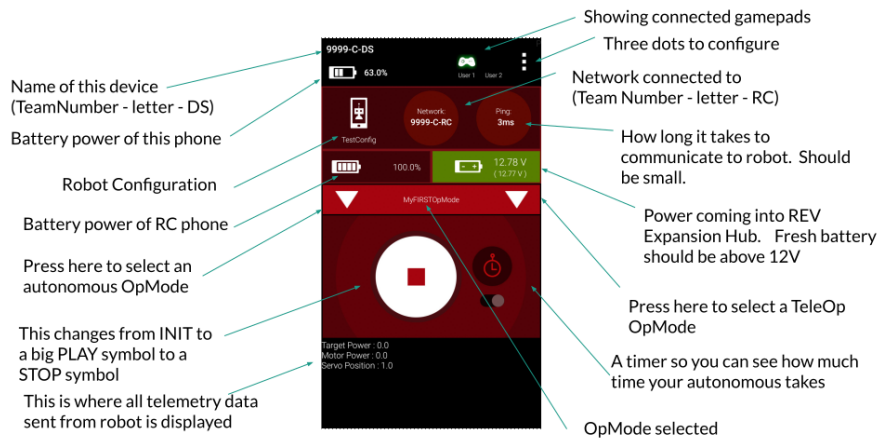 Showing connected gamepads
Three dots to configure
9999-C-DS
63.0%
User 1 User 2
Name of this device
(TeamNumber - letter - DS)
Network connected to
(Team Number - letter - RC)
Battery power of this phone
Network:
9999-C-RC
Ping:
3ms
TestConfig
How long it takes to
communicate to robot. Should
be small.
Robot Configuration
100.0%
12.78 V
( 12.77 V )
Battery power of RC phone
MyFIRSTOpMode
Power coming into REV
Expansion Hub. Fresh battery
should be above 12V
Press here to select an
autonomous OpMode
Press here to select a TeleOp
OpMode
This changes from INIT to
a big PLAY symbol to a
STOP symbol
Target Power : 0.0
Motor Power : 0.0
Servo Position : 1.0
A timer so you can see how much
time your autonomous takes
This is where all telemetry data
sent from robot is displayed
OpMode selected